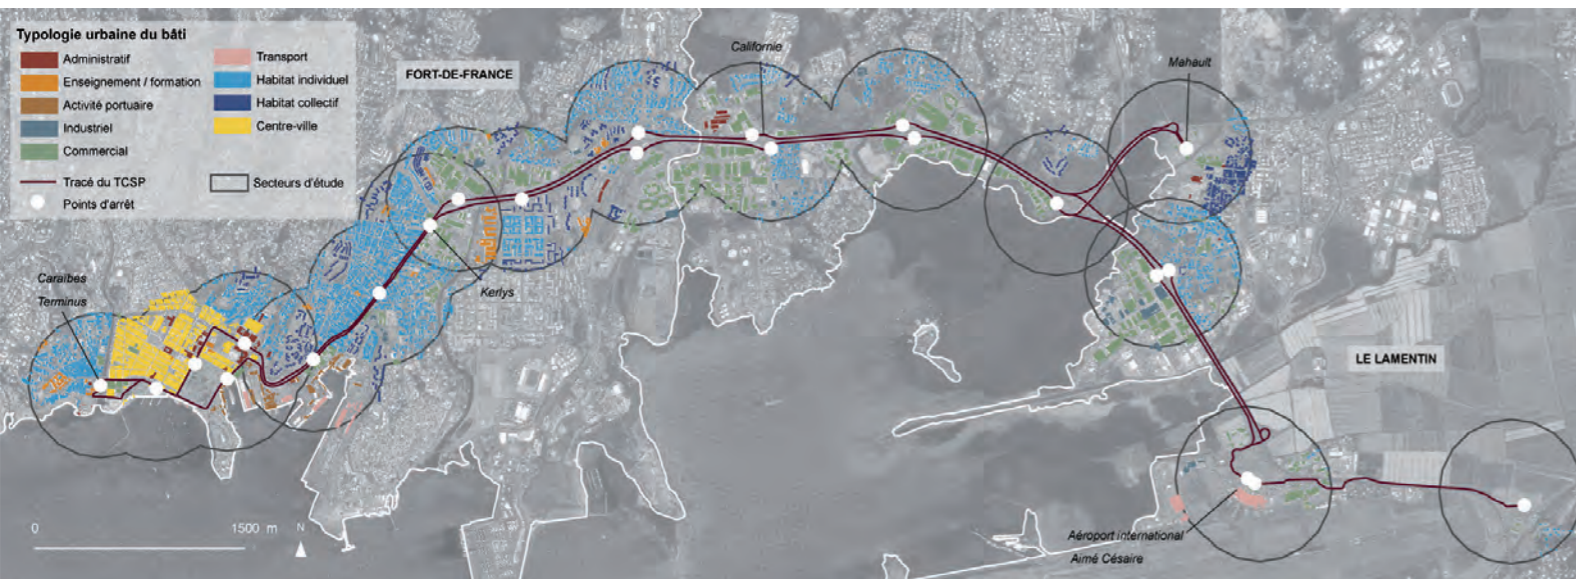 Typologie urbaine du bâti
Administratif
Enseignement / formation
Activité portuaire
Industriel
Commercial
Transport
Habitat individuel
Habitat collectif
Centre-ville
Tracé du TCSP
Points d'arrêt
Secteurs d'étude
FORT-DE-FRANCE
Californie
Mahault
Caraïbes
Terminus
Kerlys
LE LAMENTIN
Aéroport international
Aimé Césaire
0 1500 m N